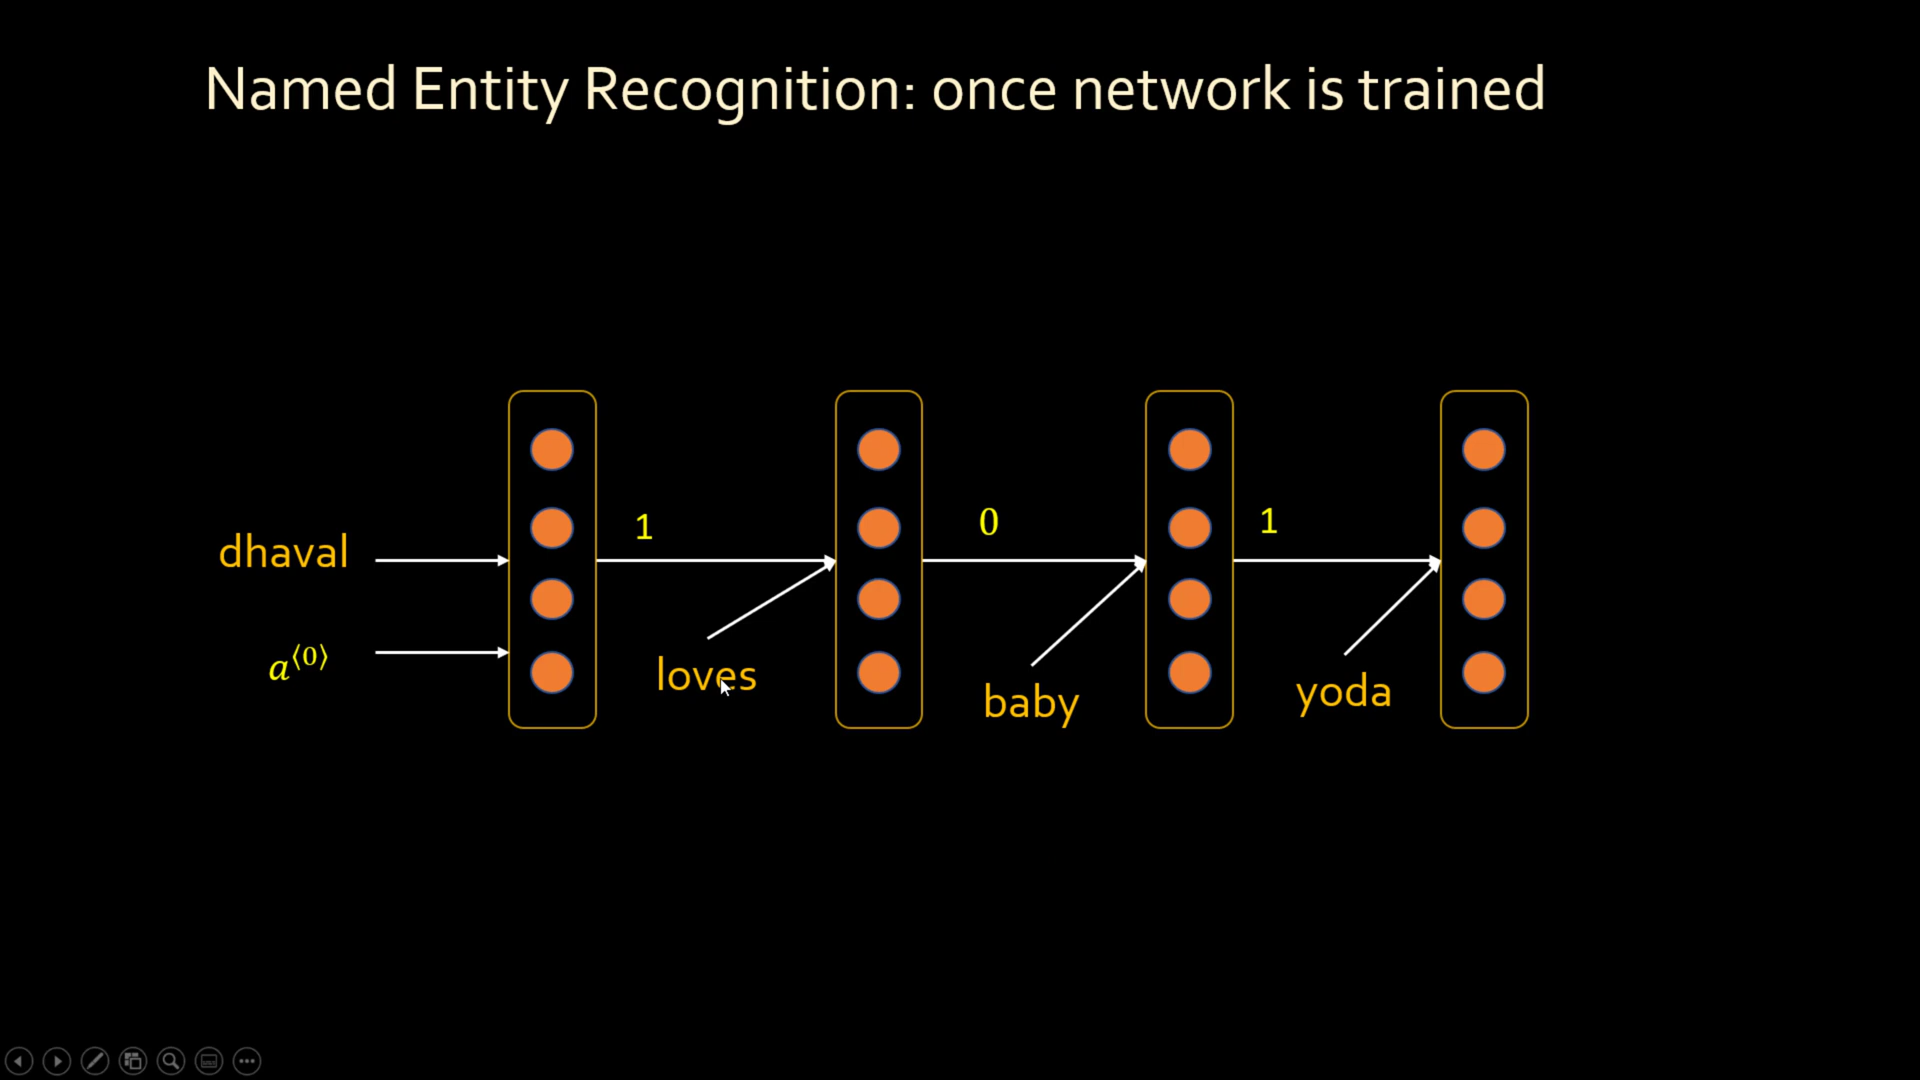 Named Entity Recognition: once network is trained
dhaval
a⟨0⟩
1
loves
0
baby
1
yoda